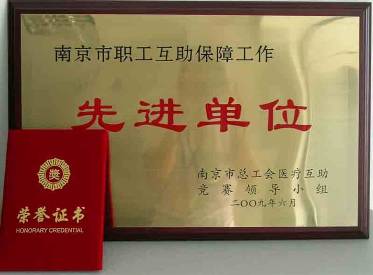 南京市职工互助保障工作
先进单位
南京市总工会医疗互助
竞赛领导小组
二〇〇九年六月
奖
荣誉证书
HONORARY CREDENTIAL